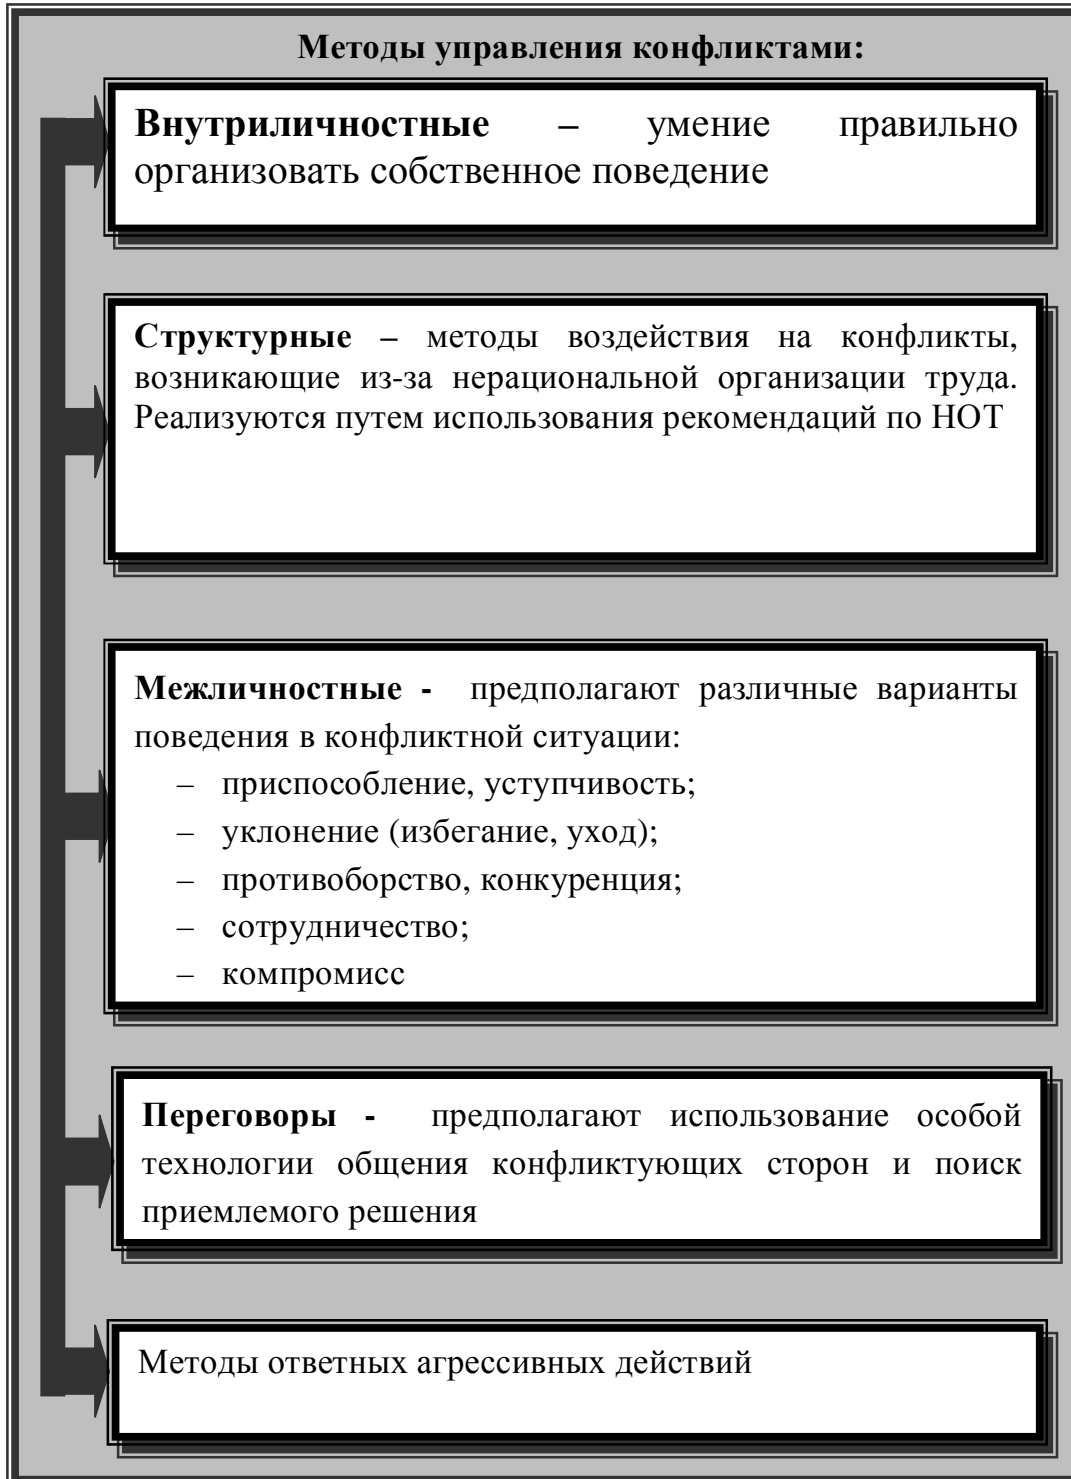 Методы управления конфликтами:
Внутриличностные – умение правильно
организовать собственное поведение
Структурные – методы воздействия на конфликты,
возникающие из-за нерациональной организации труда.
Реализуются путем использования рекомендаций по НОТ
Межличностные - предполагают различные варианты
поведения в конфликтной ситуации:
– приспособление, уступчивость;
– уклонение (избегание, уход);
– противоборство, конкуренция;
– сотрудничество;
– компромисс
Переговоры - предполагают использование особой
технологии общения конфликтующих сторон и поиск
приемлемого решения
Методы ответных агрессивных действий